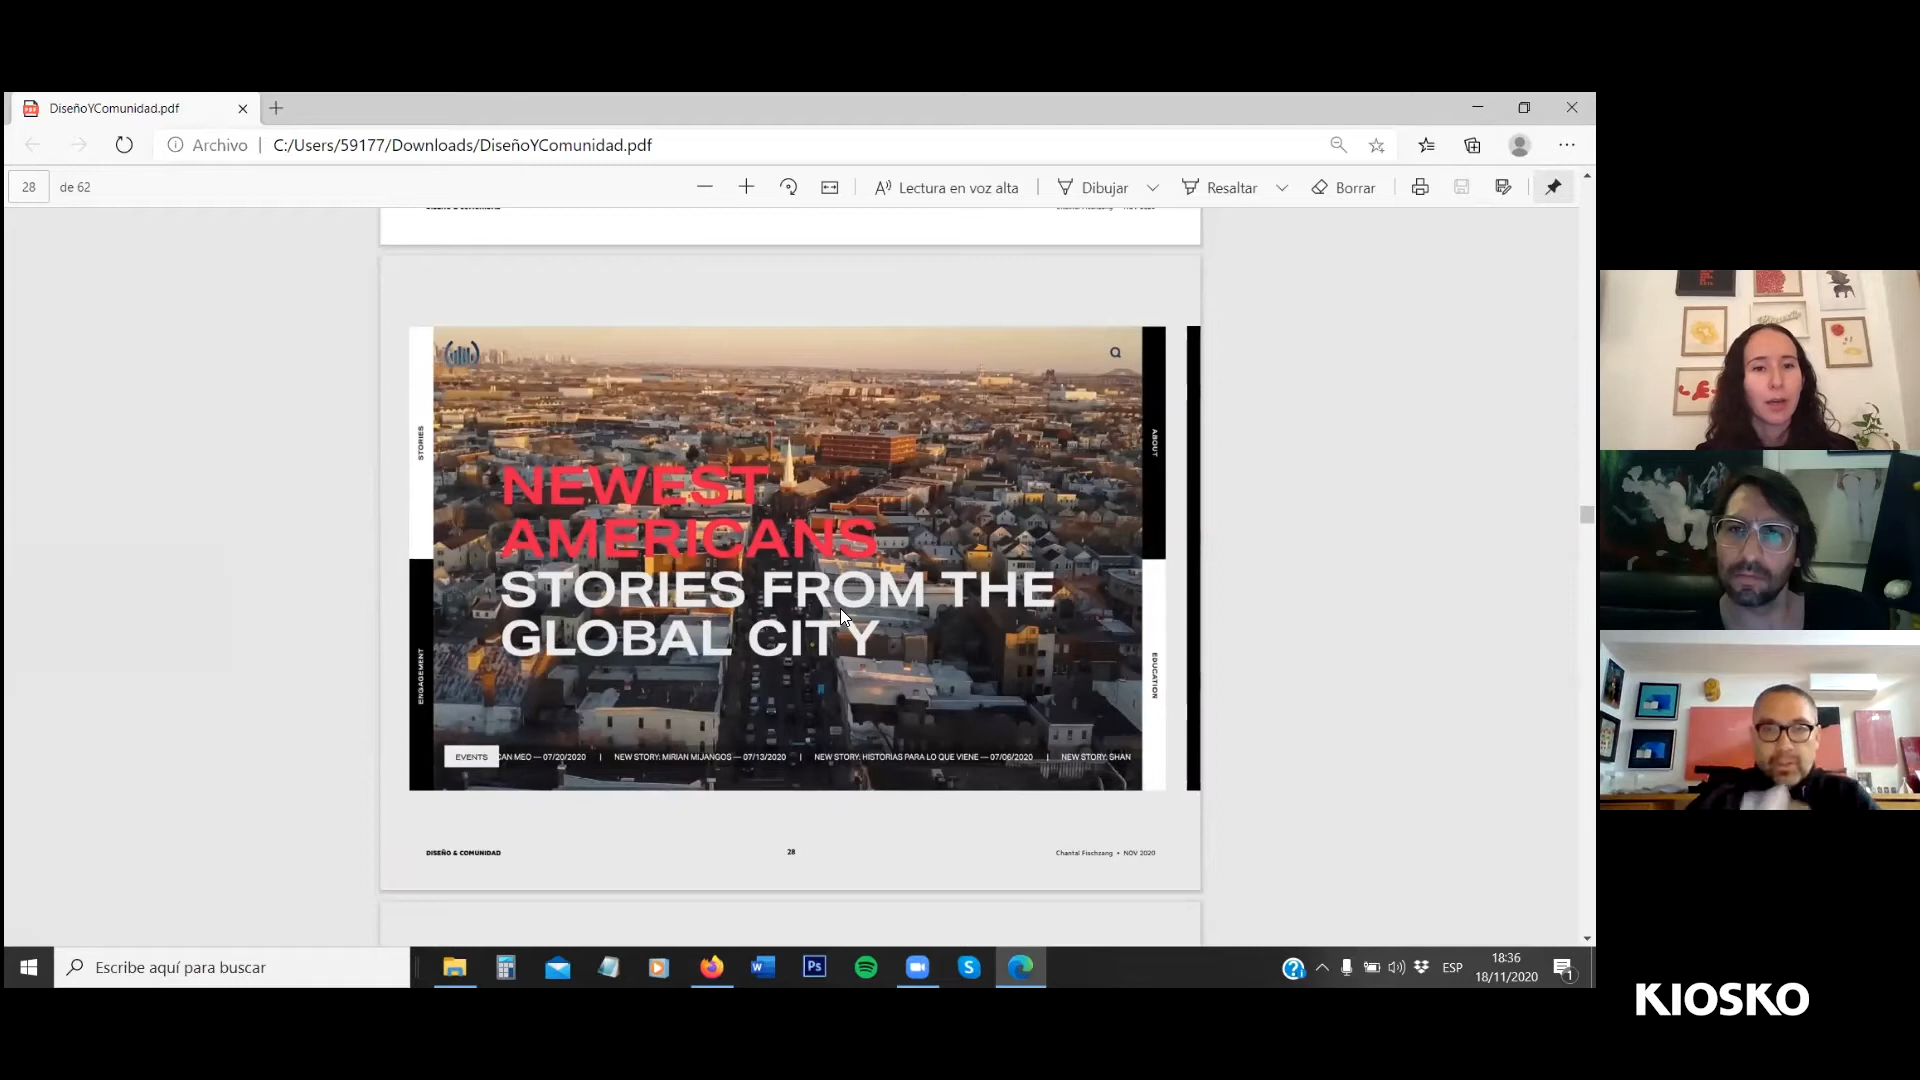 DiseñoYComunidad.pdf
Archivo
C:/Users/59177/Downloads/DiseñoYComunidad.pdf
28
de 62
Lectura en voz alta
Dibujar
Resaltar
Borrar
STORIES
ABOUT
NEWEST
AMERICANS
STORIES FROM THE
GLOBAL CITY
ENGAGEMENT
EDUCATION
EVENTS
CAN MEO — 07/20/2020 | NEW STORY: MIRIAN MIJANGOS — 07/13/2020 | NEW STORY: HISTORIAS PARA LO QUE VIENE — 07/06/2020 | NEW STORY: SHAN
DISEÑO & COMUNIDAD
28
Chantal Fischzang • NOV 2020
Escribe aquí para buscar
W
Ps
S
ESP
18:36
18/11/2020
1
KIOSKO